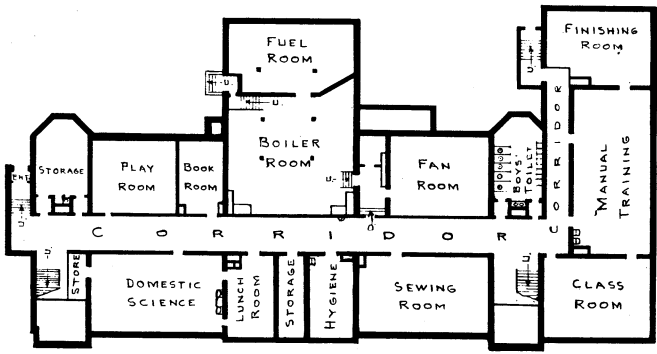 FUEL
ROOM
FINISHING
ROOM
U.
U.
U.
BOILER
ROOM
STORAGE
PLAY
ROOM
BOOK
ROOM
FAN
ROOM
BOYS'
TOILET
CORRIDOR
MANUAL
TRAINING
ENT.
U.
U.
D.
CORRIDOR
U.
STORE
DOMESTIC
SCIENCE
LUNCH
ROOM
STORAGE
HYGIENE
SEWING
ROOM
U.
CLASS
ROOM